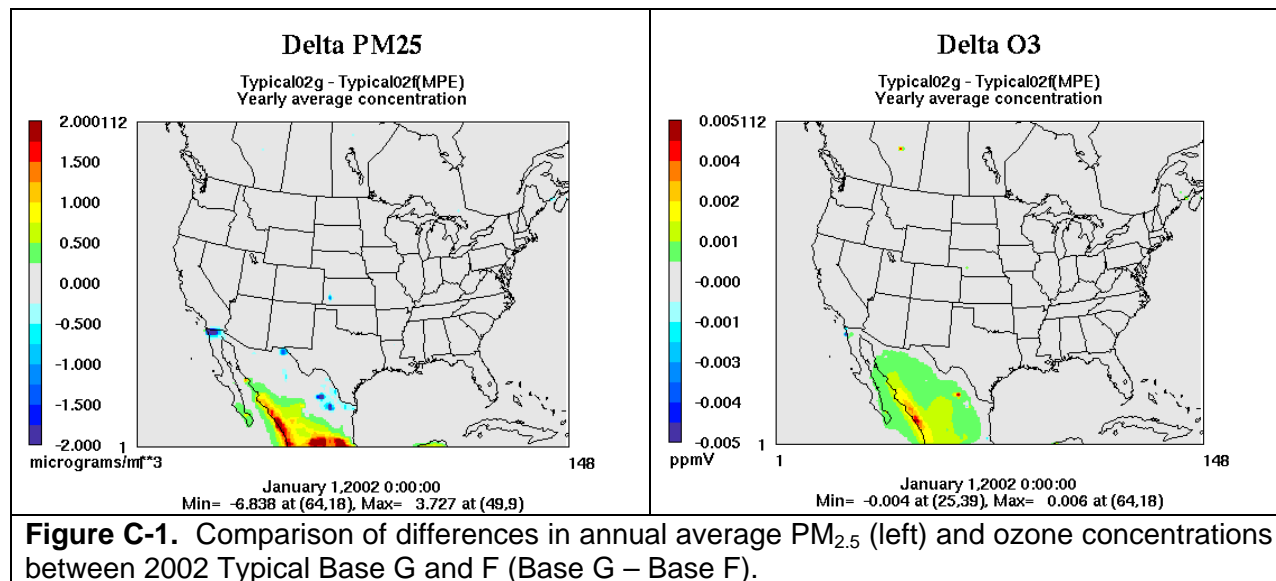 Delta PM25
Typical02g - Typical02f(MPE)
Yearly average concentration
2.000
1.500
1.000
0.500
0.000
-0.500
-1.000
-1.500
-2.000
112
1
micrograms/m**3
148
January 1,2002 0:00:00
Min= -6.838 at (64,18), Max= 3.727 at (49,9)
Delta O3
Typical02g - Typical02f(MPE)
Yearly average concentration
0.005
0.004
0.002
0.001
-0.000
-0.001
-0.003
-0.004
-0.005
112
1
ppmV
1
148
January 1,2002 0:00:00
Min= -0.004 at (25,39), Max= 0.006 at (64,18)
Figure C-1. Comparison of differences in annual average PM2.5 (left) and ozone concentrations
between 2002 Typical Base G and F (Base G – Base F).